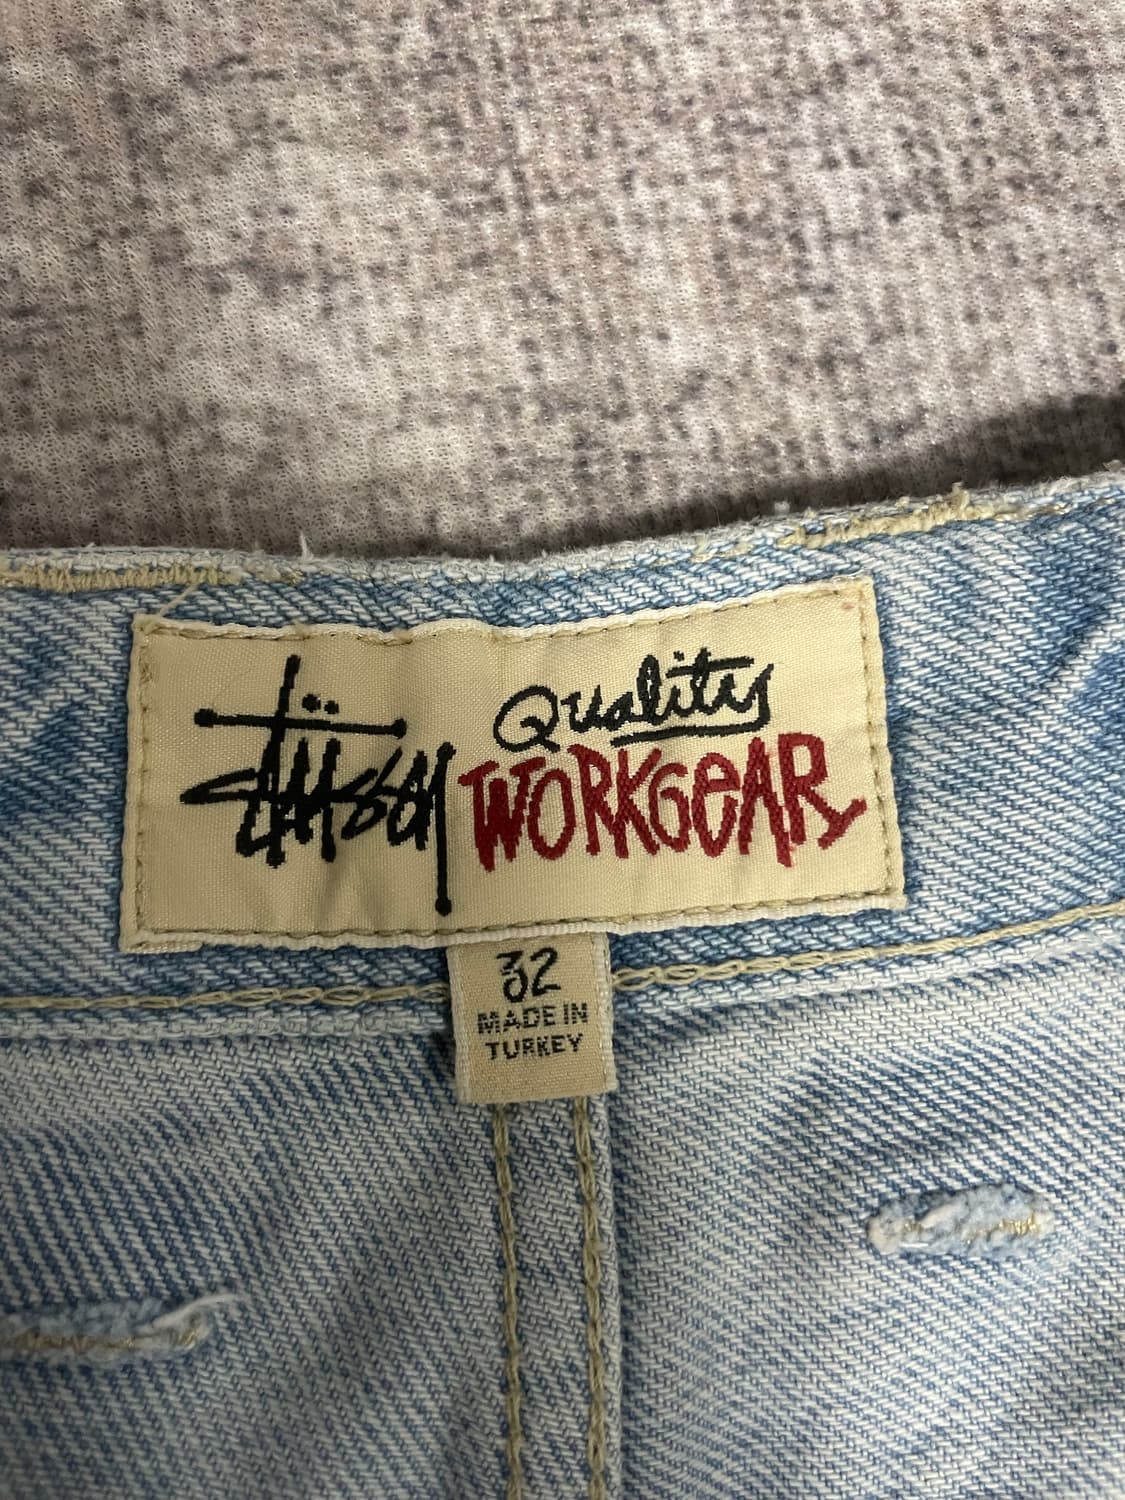 Stüssy Quality
WORKGeAR
32
MADE IN
TURKEY